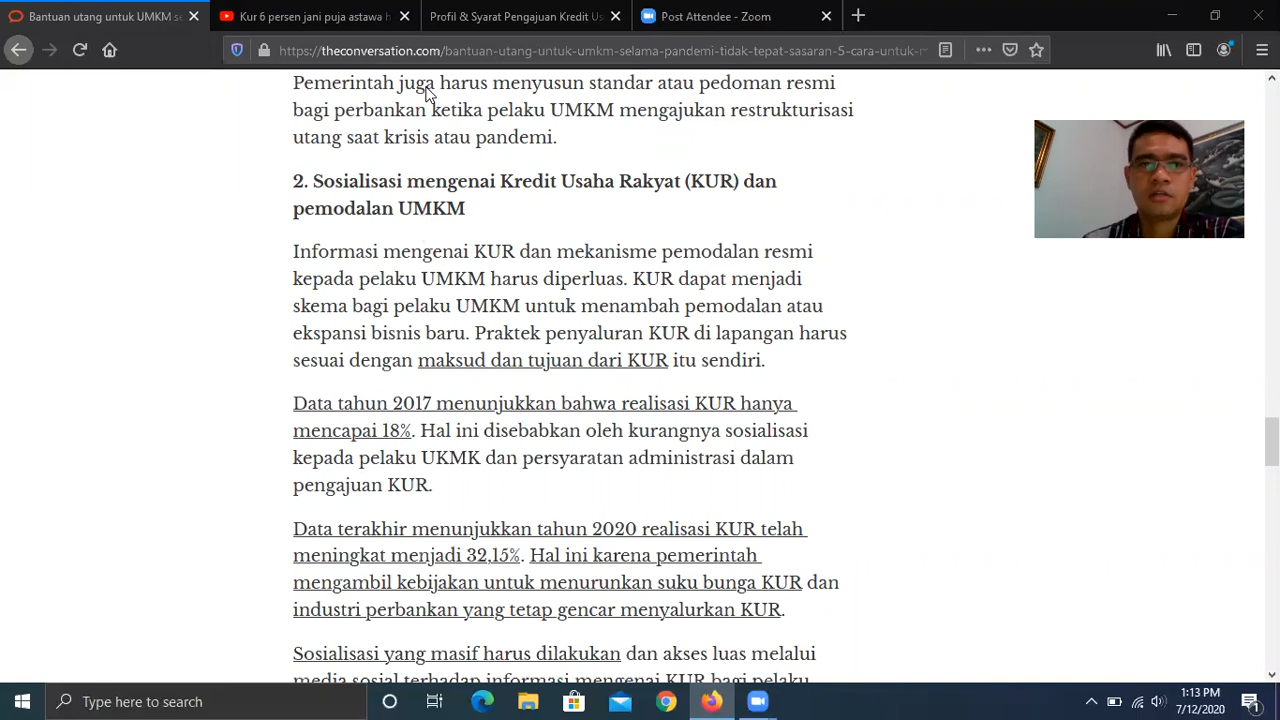 Bantuan utang untuk UMKM se
Kur 6 persen jani puja astawa h
Profil & Syarat Pengajuan Kredit Us
Post Attendee - Zoom
https://theconversation.com/bantuan-utang-untuk-umkm-selama-pandemi-tidak-tepat-sasaran-5-cara-untuk-m
Pemerintah juga harus menyusun standar atau pedoman resmi
bagi perbankan ketika pelaku UMKM mengajukan restrukturisasi
utang saat krisis atau pandemi.
2. Sosialisasi mengenai Kredit Usaha Rakyat (KUR) dan
pemodalan UMKM
Informasi mengenai KUR dan mekanisme pemodalan resmi
kepada pelaku UMKM harus diperluas. KUR dapat menjadi
skema bagi pelaku UMKM untuk menambah pemodalan atau
ekspansi bisnis baru. Praktek penyaluran KUR di lapangan harus
sesuai dengan maksud dan tujuan dari KUR itu sendiri.
Data tahun 2017 menunjukkan bahwa realisasi KUR hanya
mencapai 18%. Hal ini disebabkan oleh kurangnya sosialisasi
kepada pelaku UKMK dan persyaratan administrasi dalam
pengajuan KUR.
Data terakhir menunjukkan tahun 2020 realisasi KUR telah
meningkat menjadi 32,15%. Hal ini karena pemerintah
mengambil kebijakan untuk menurunkan suku bunga KUR dan
industri perbankan yang tetap gencar menyalurkan KUR.
Sosialisasi yang masif harus dilakukan dan akses luas melalui
media sosial terhadap informasi mengenai KUR bagi pelaku
Type here to search
1:13 PM
7/12/2020
1